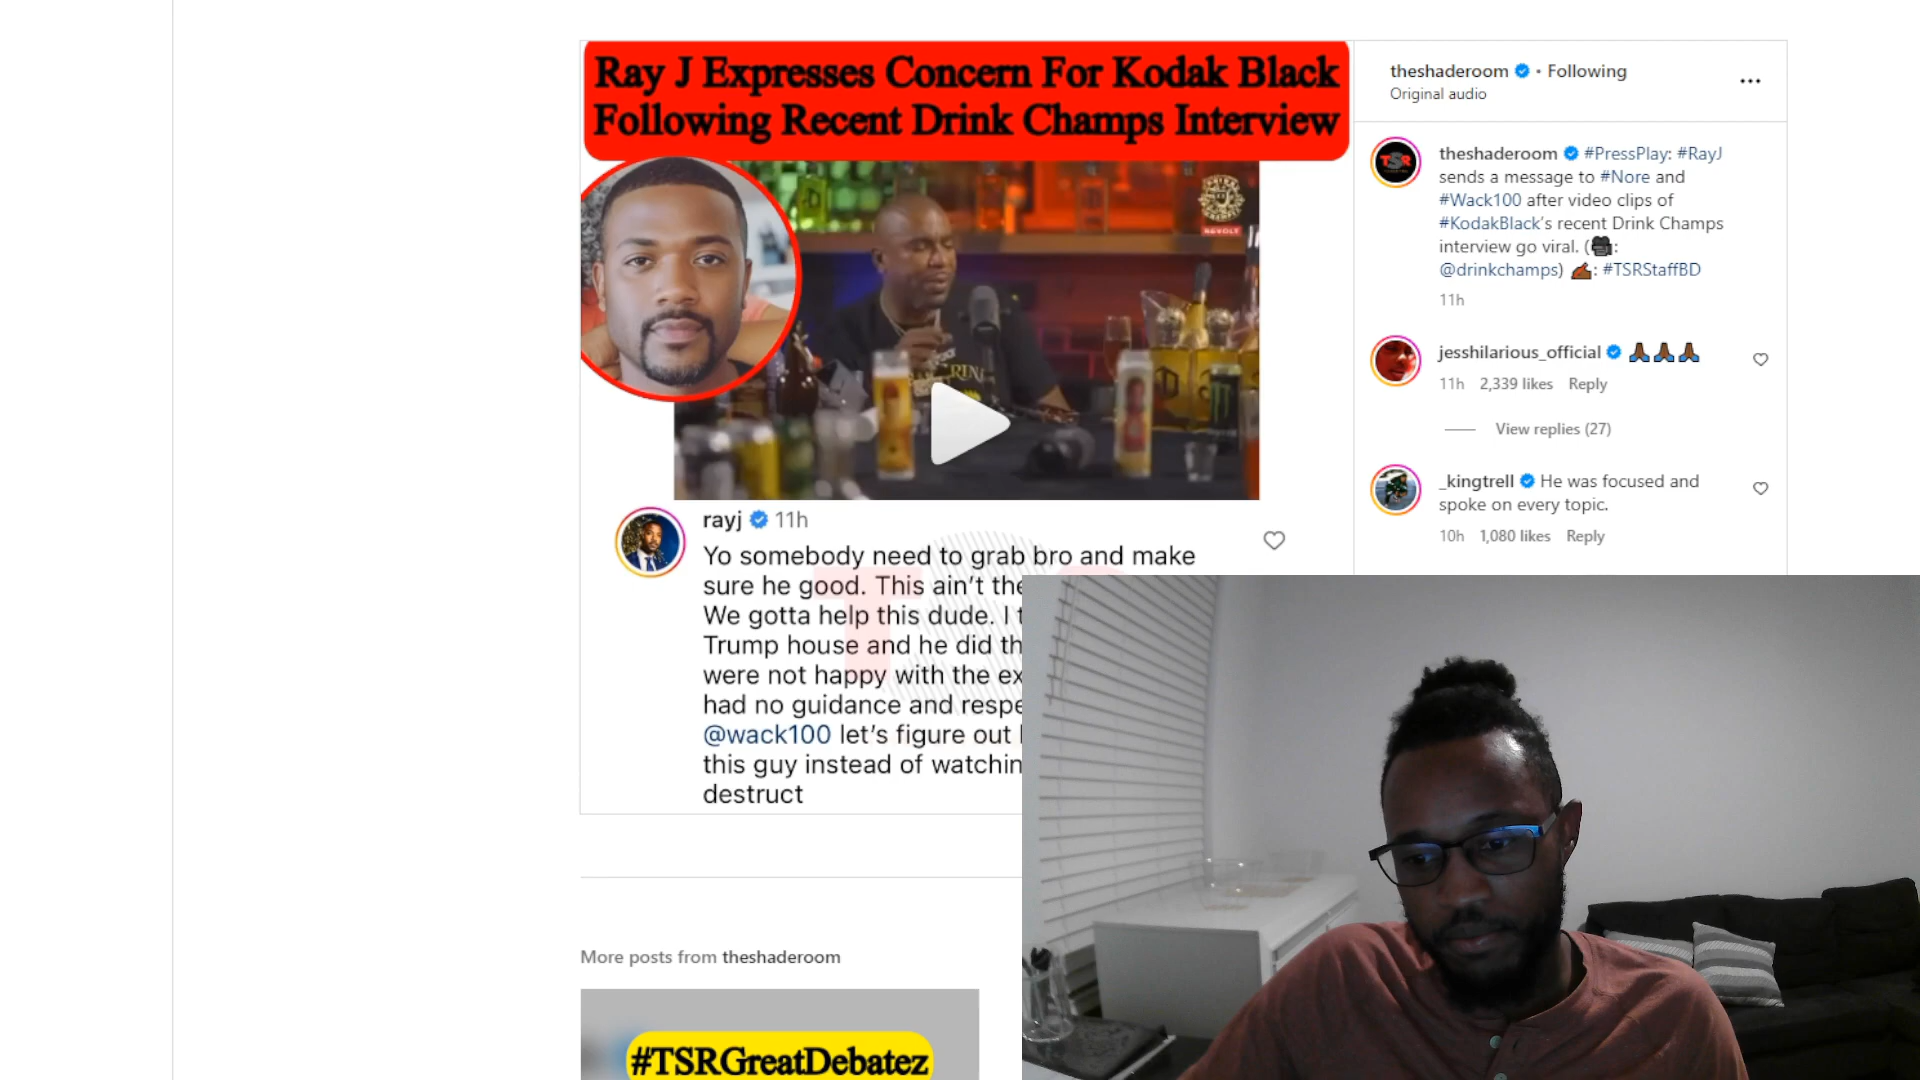 Ray J Expresses Concern For Kodak Black
Following Recent Drink Champs Interview
REVOLT
rayj 11h
Yo somebody need to grab bro and make
sure he good. This ain't the
We gotta help this dude. I
Trump house and he did
were not happy with the
had no guidance and
@wack100 let's figure out
this guy instead of
destruct
More posts from theshaderoom
#TSRGreatDebatez
theshaderoom • Following
Original audio
TSR
theshaderoom #PressPlay: #RayJ
sends a message to #Nore and
#Wack100 after video clips of
#KodakBlack's recent Drink Champs
interview go viral. (🎥:
@drinkchamps) ✍🏾: #TSRStaffBD
11h
jesshilarious_official 🙏🏾🙏🏾🙏🏾
11h 2,339 likes Reply
View replies (27)
_kingtrell He was focused and
spoke on every topic.
10h 1,080 likes Reply